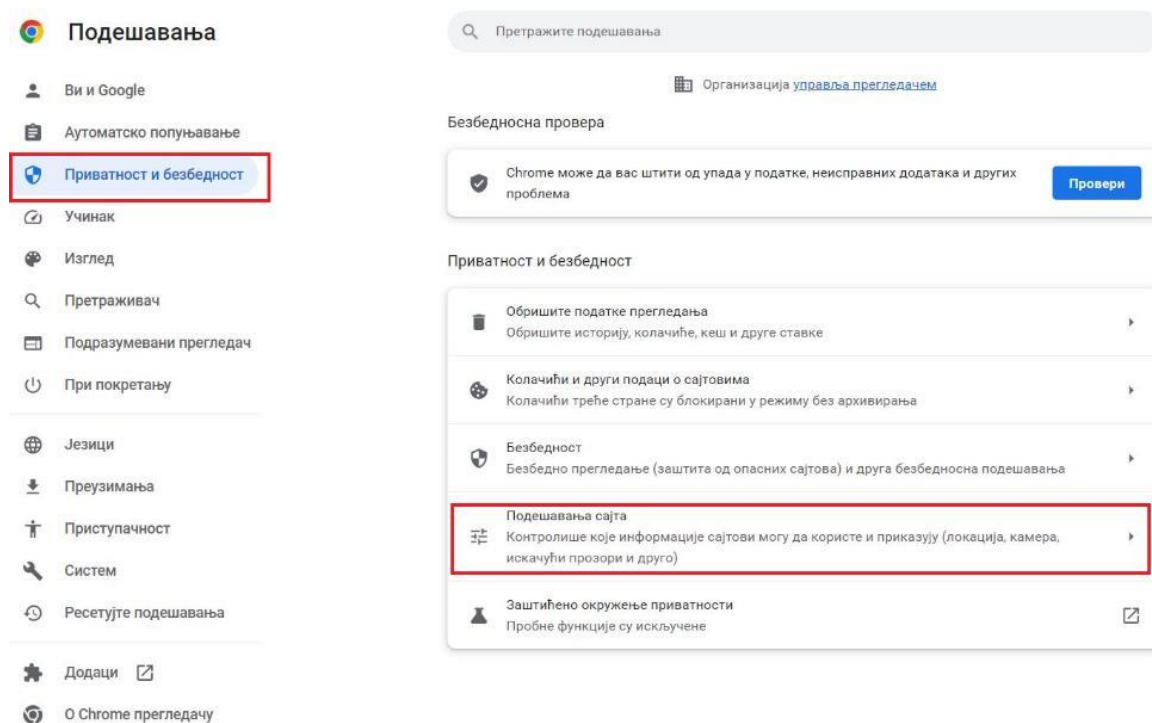 Подешавања
Ви и Google
Аутоматско попуњавање
Приватност и безбедност
Учинак
Изглед
Претраживач
Подразумевани прегледач
При покретању
Језици
Преузимања
Приступачност
Систем
Ресетујте подешавања
Додаци
О Chrome прегледачу
Претражите подешавања
Организација управља прегледачем
Безбедносна провера
Chrome може да вас штити од упада у податке, неисправних додатака и других
проблема
Провери
Приватност и безбедност
Обришите податке прегледања
Обришите историју, колачиће, кеш и друге ставке
Колачићи и други подаци о сајтовима
Колачићи треће стране су блокирани у режиму без архивирања
Безбедност
Безбедно прегледање (заштита од опасних сајтова) и друга безбедносна подешавања
Подешавања сајта
Контролише које информације сајтови могу да користе и приказују (локација, камера,
искачући прозори и друго)
Заштићено окружење приватности
Пробне функције су искључене